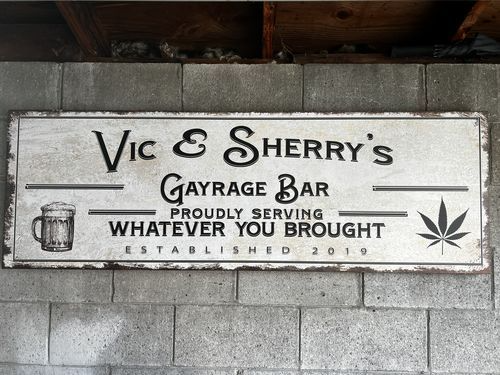 Vic & Sherry's
Gayrage Bar
PROUDLY SERVING
WHATEVER YOU BROUGHT
ESTABLISHED 2019